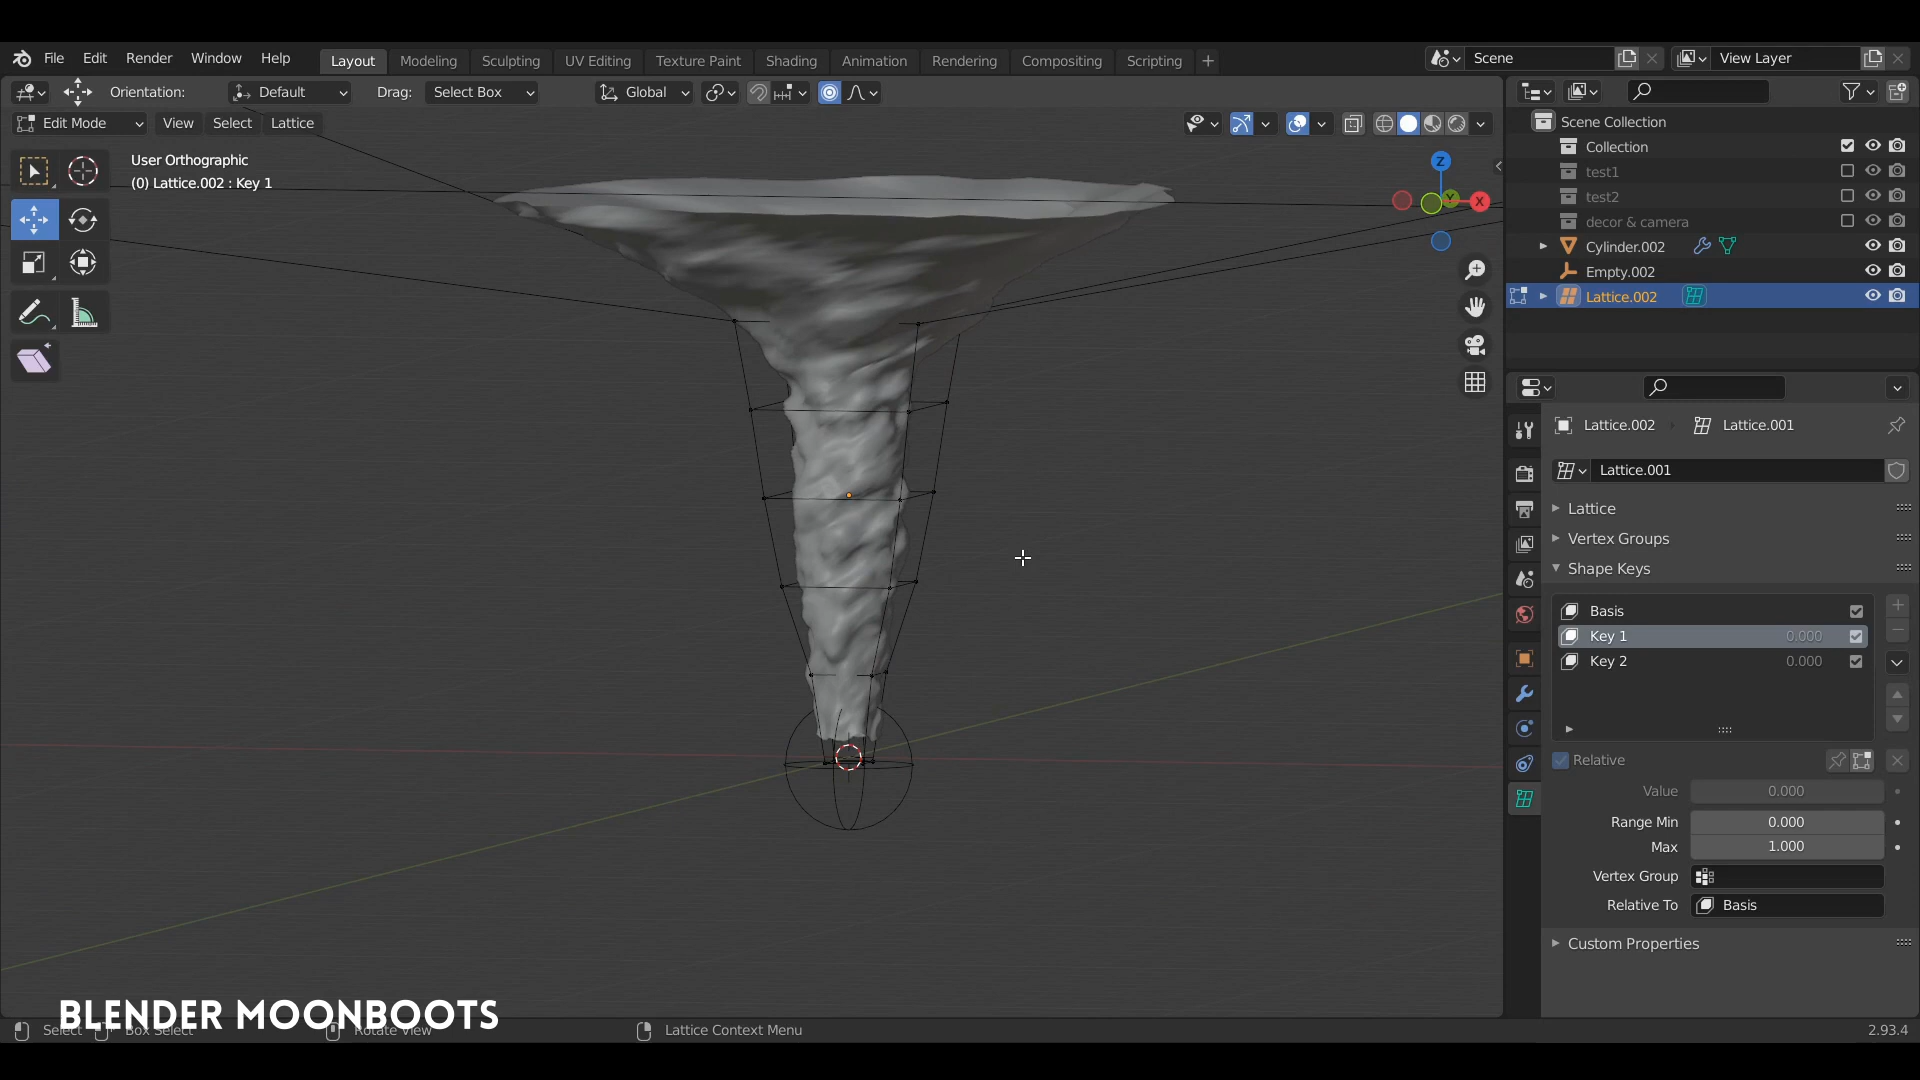 File Edit Render Window Help Layout Modeling Sculpting UV Editing Texture Paint Shading Animation Rendering Compositing Scripting + Scene View Layer
Orientation: Default Drag: Select Box Global
Edit Mode View Select Lattice
User Orthographic
(0) Lattice.002 : Key 1
Z
Y
X
Scene Collection
Collection
test1
test2
decor & camera
Cylinder.002
Empty.002
Lattice.002
Lattice.002 Lattice.001
Lattice.001
Lattice
Vertex Groups
Shape Keys
Basis
Key 1 0.000
Key 2 0.000
Relative
Value 0.000
Range Min 0.000
Max 1.000
Vertex Group
Relative To Basis
Custom Properties
BLENDER MOONBOOTS
Select Box Select Rotate View Lattice Context Menu 2.93.4